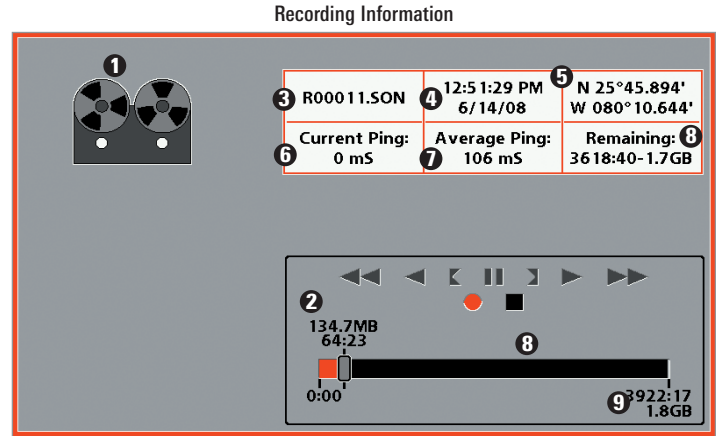 Recording Information
1
3 R00011.SON
4 12:51:29 PM
6/14/08
5 N 25°45.894'
W 080°10.644'
6 Current Ping:
0 mS
7 Average Ping:
106 mS
Remaining: 8
3618:40-1.7GB
2
134.7MB
64:23
8
0:00
9 3922:17
1.8GB